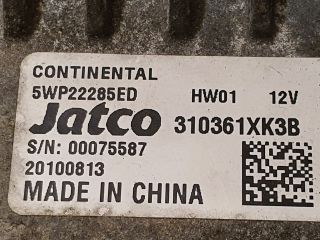 CONTINENTAL
5WP22285ED HW01 12V
Jatco 310361XK3B
S/N: 00075587
20100813
MADE IN CHINA